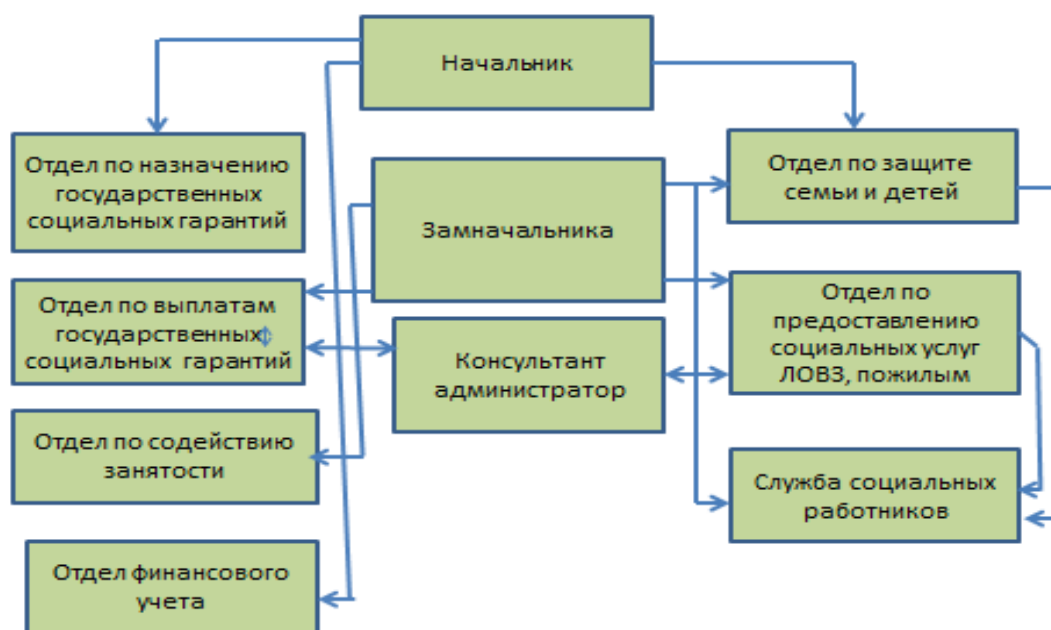 Начальник
Отдел по назначению
государственных
социальных гарантий
Замначальника
Отдел по защите
семьи и детей
Отдел по выплатам
государственных
социальных гарантий
Консультант
администратор
Отдел по
предоставлению
социальных услуг
ЛОВЗ, пожилым
Отдел по содействию
занятости
Служба социальных
работников
Отдел финансового
учета